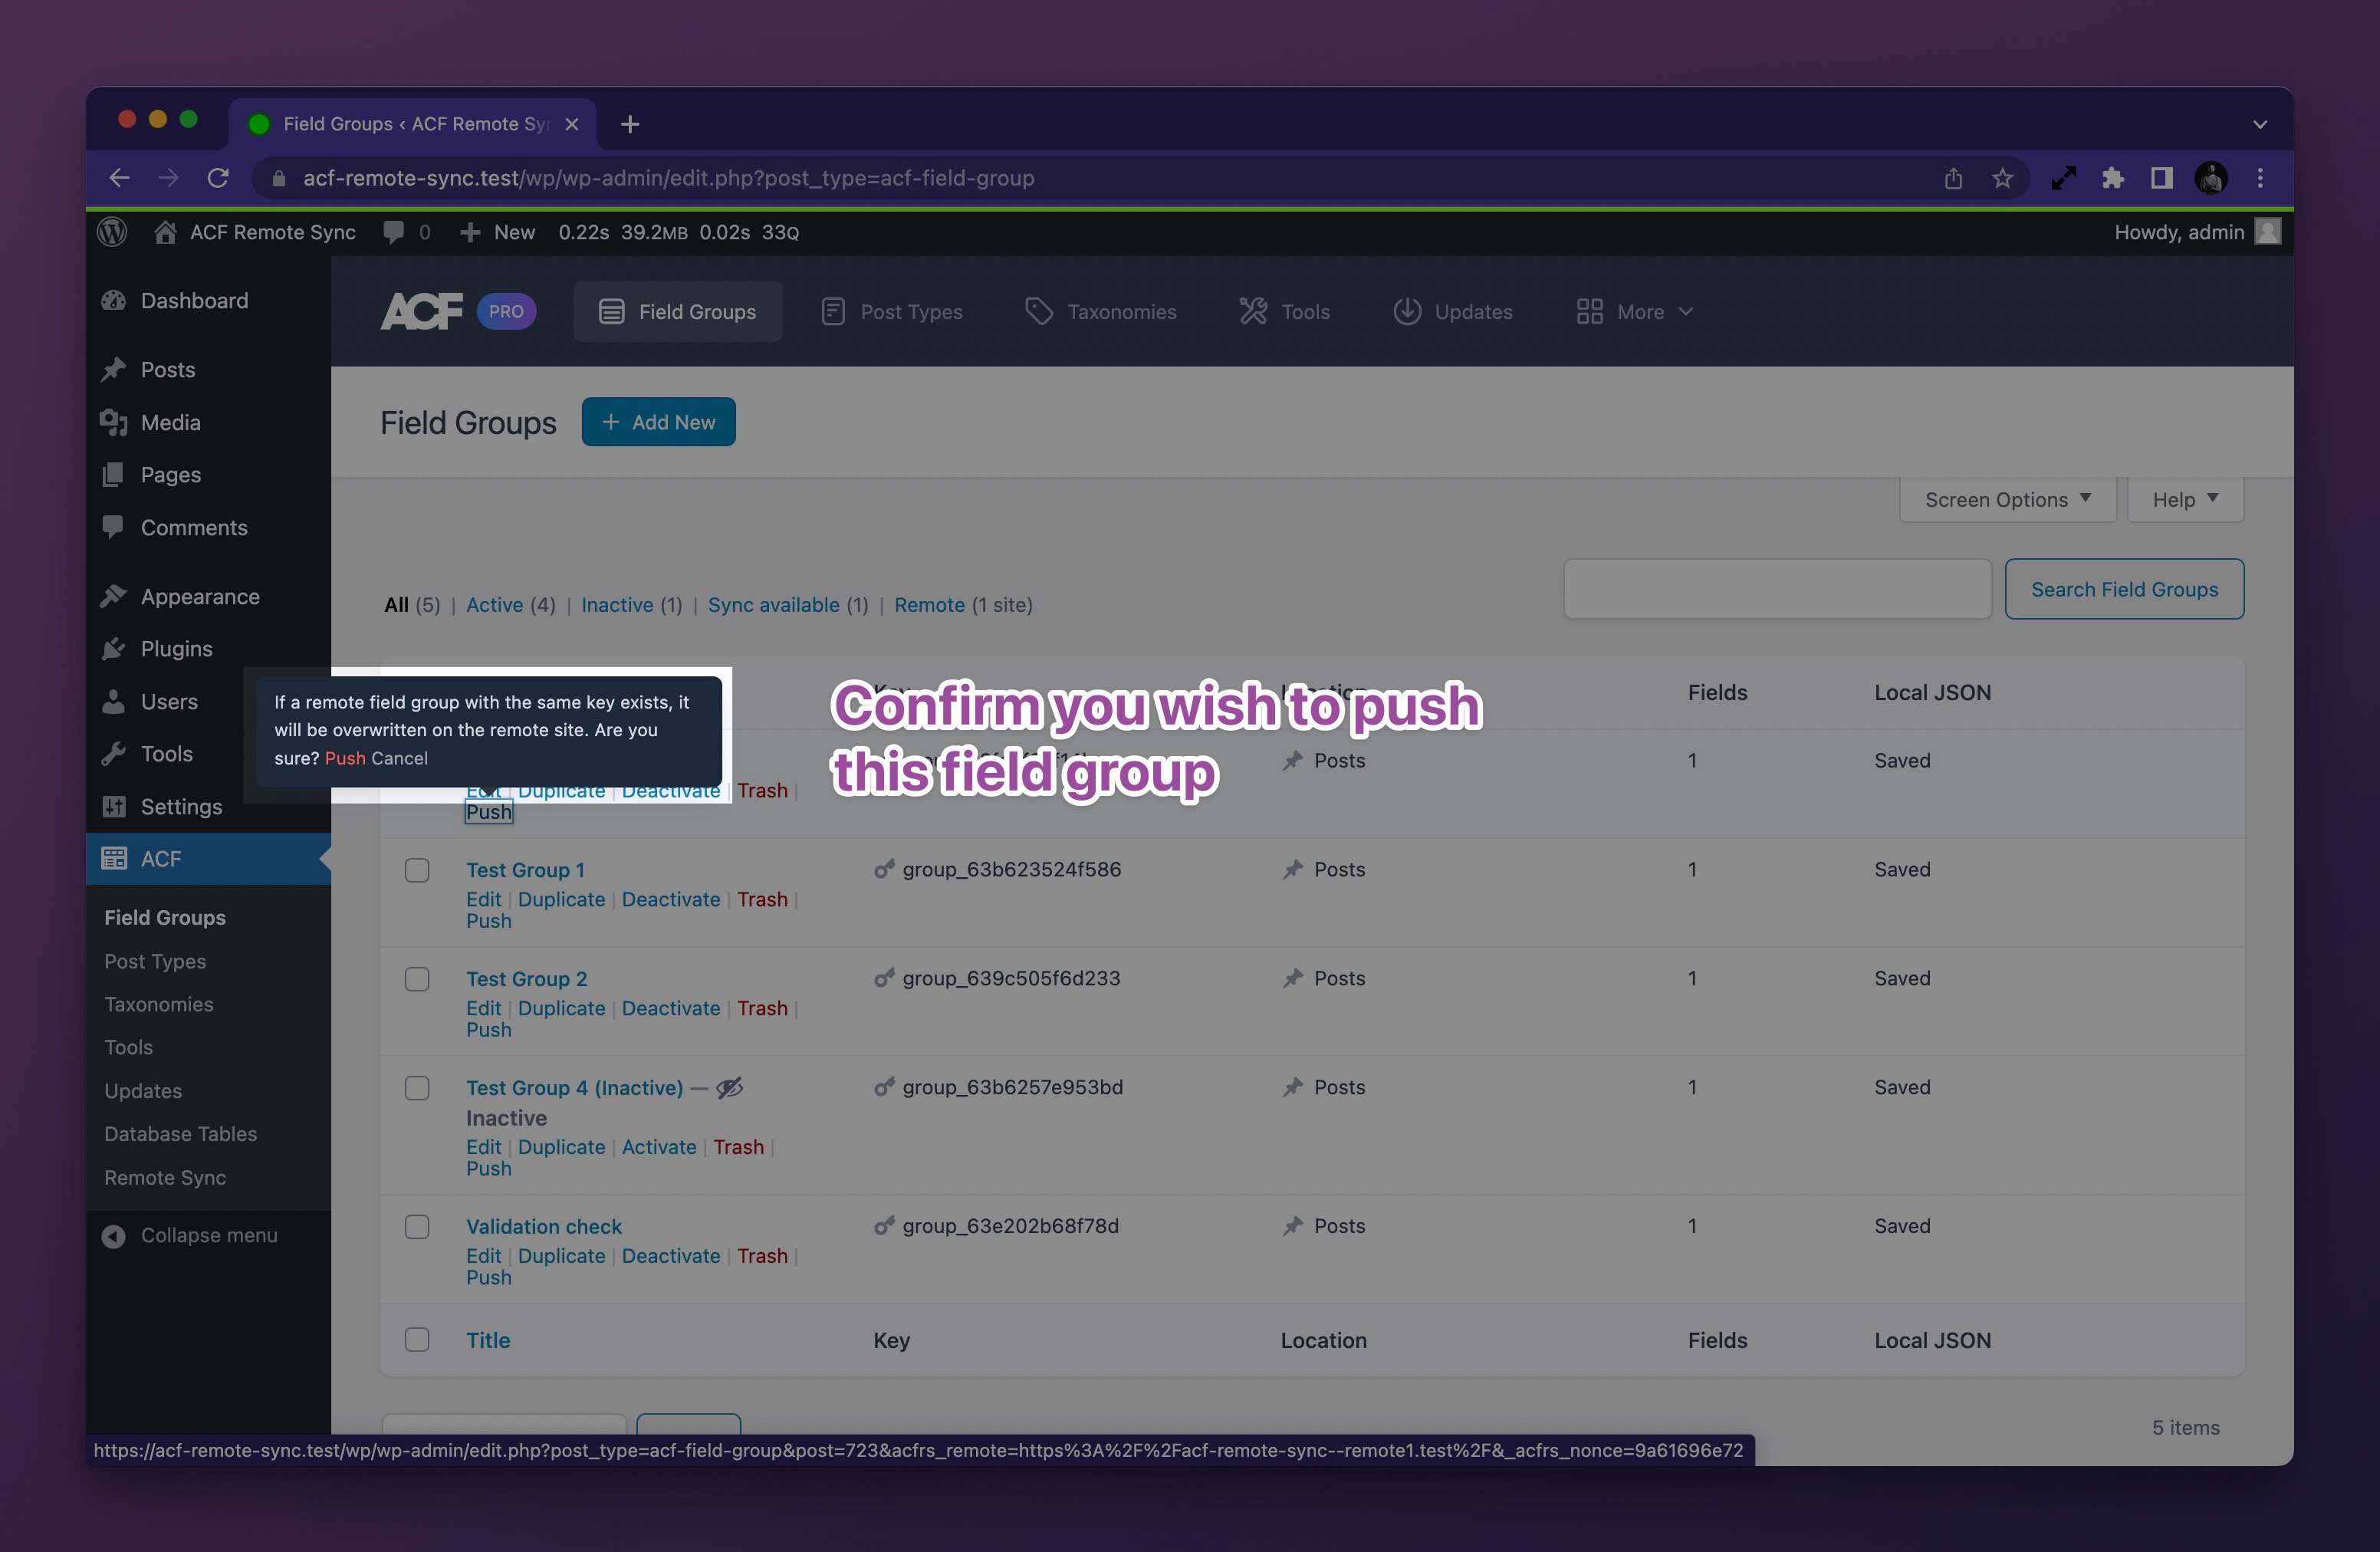 Field Groups ‹ ACF Remote Sy
acf-remote-sync.test/wp/wp-admin/edit.php?post_type=acf-field-group
ACF Remote Sync 0 New 0.22s 39.2MB 0.02s 33Q Howdy, admin
Dashboard
Posts
Media
Pages
Comments
Appearance
Plugins
Users
Tools
Settings
ACF
Field Groups
Post Types
Taxonomies
Tools
Updates
Database Tables
Remote Sync
Collapse menu
ACF PRO Field Groups Post Types Taxonomies Tools Updates More
Field Groups + Add New
Screen Options Help
All (5) | Active (4) | Inactive (1) | Sync available (1) | Remote (1 site)
Search Field Groups
Fields Local JSON
If a remote field group with the same key exists, it
will be overwritten on the remote site. Are you
sure? Push Cancel
Confirm you wish to push
this field group
Posts 1 Saved
Edit | Duplicate | Deactivate | Trash |
Push
Test Group 1 group_63b623524f586 Posts 1 Saved
Edit | Duplicate | Deactivate | Trash |
Push
Test Group 2 group_639c505f6d233 Posts 1 Saved
Edit | Duplicate | Deactivate | Trash |
Push
Test Group 4 (Inactive) — group_63b6257e953bd Posts 1 Saved
Inactive
Edit | Duplicate | Activate | Trash |
Push
Validation check group_63e202b68f78d Posts 1 Saved
Edit | Duplicate | Deactivate | Trash |
Push
Title Key Location Fields Local JSON
5 items
https://acf-remote-sync.test/wp/wp-admin/edit.php?post_type=acf-field-group&post=723&acfrs_remote=https%3A%2F%2Facf-remote-sync--remote1.test%2F&_acfrs_nonce=9a61696e72